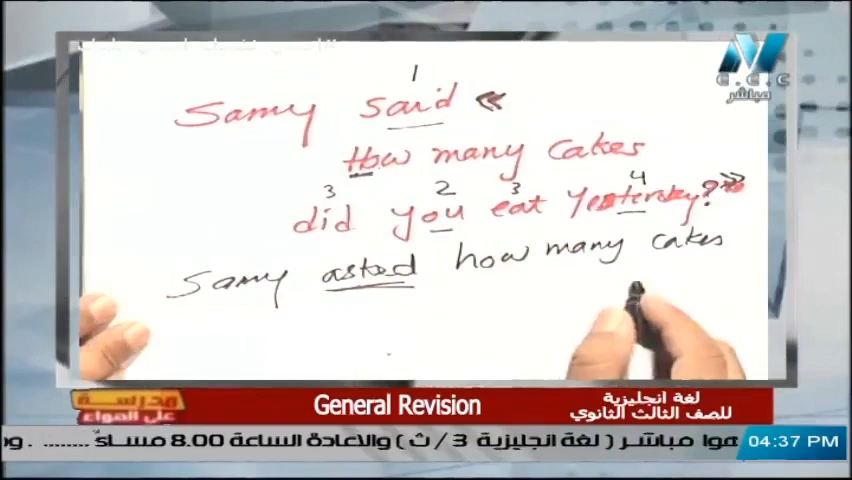 e.e.c
مباشر
1
Samy said «
How many cakes
3 2 3 4
did you eat Yesterday?»
Samy asked how many cakes
مدرسة
على الهواء
General Revision
لغة انجليزية
للصف الثالث الثانوي
هوا مباشر ( لغة انجليزية 3 / ث ) والاعادة الساعة 8.00 مساءً . . . . . . . . . وم
04:37 PM